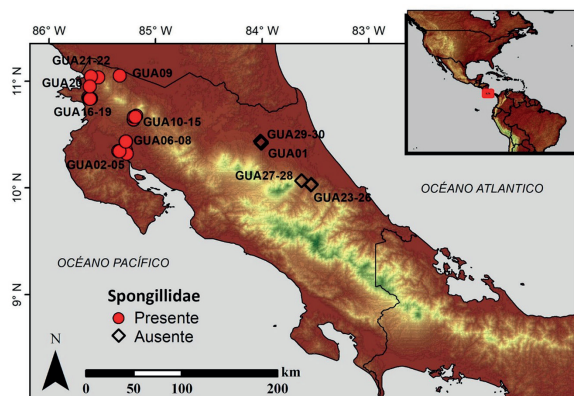 86°W 85°W 84°W 83°W
11°N
10°N
9°N
GUA21-22
GUA09
GUA20
GUA16-19
GUA10-15
GUA06-08
GUA02-05
GUA29-30
GUA01
GUA27-28
GUA23-26
OCÉANO ATLANTICO
OCÉANO PACÍFICO
Spongillidae
Presente
Ausente
N
km
0 50 100 200